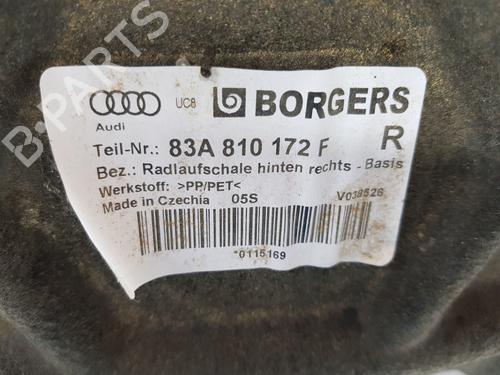 UC8 BORGERS
Audi
Teil-Nr.: 83A 810 172 F R
Bez.: Radlaufschale hinten rechts - Basis
Werkstoff: >PP/PET<
Made in Czechia 05S V038526
*0115169
B-PARTS